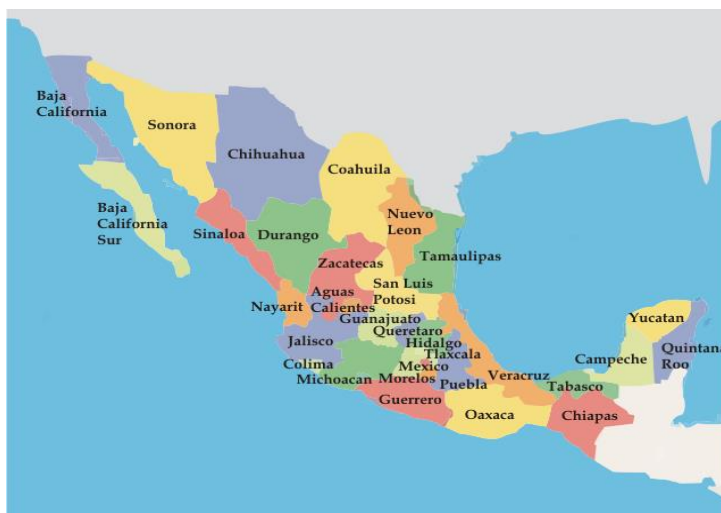 Baja
California
Sonora
Chihuahua
Coahuila
Baja
California
Sur
Sinaloa
Durango
Nuevo
Leon
Tamaulipas
Zacatecas
San Luis
Potosi
Nayarit
Aguas
Calientes
Guanajuato
Queretaro
Hidalgo
Jalisco
Tlaxcala
Colima
Mexico
Michoacan
Morelos
Puebla
Veracruz
Guerrero
Oaxaca
Tabasco
Chiapas
Campeche
Yucatan
Quintana
Roo